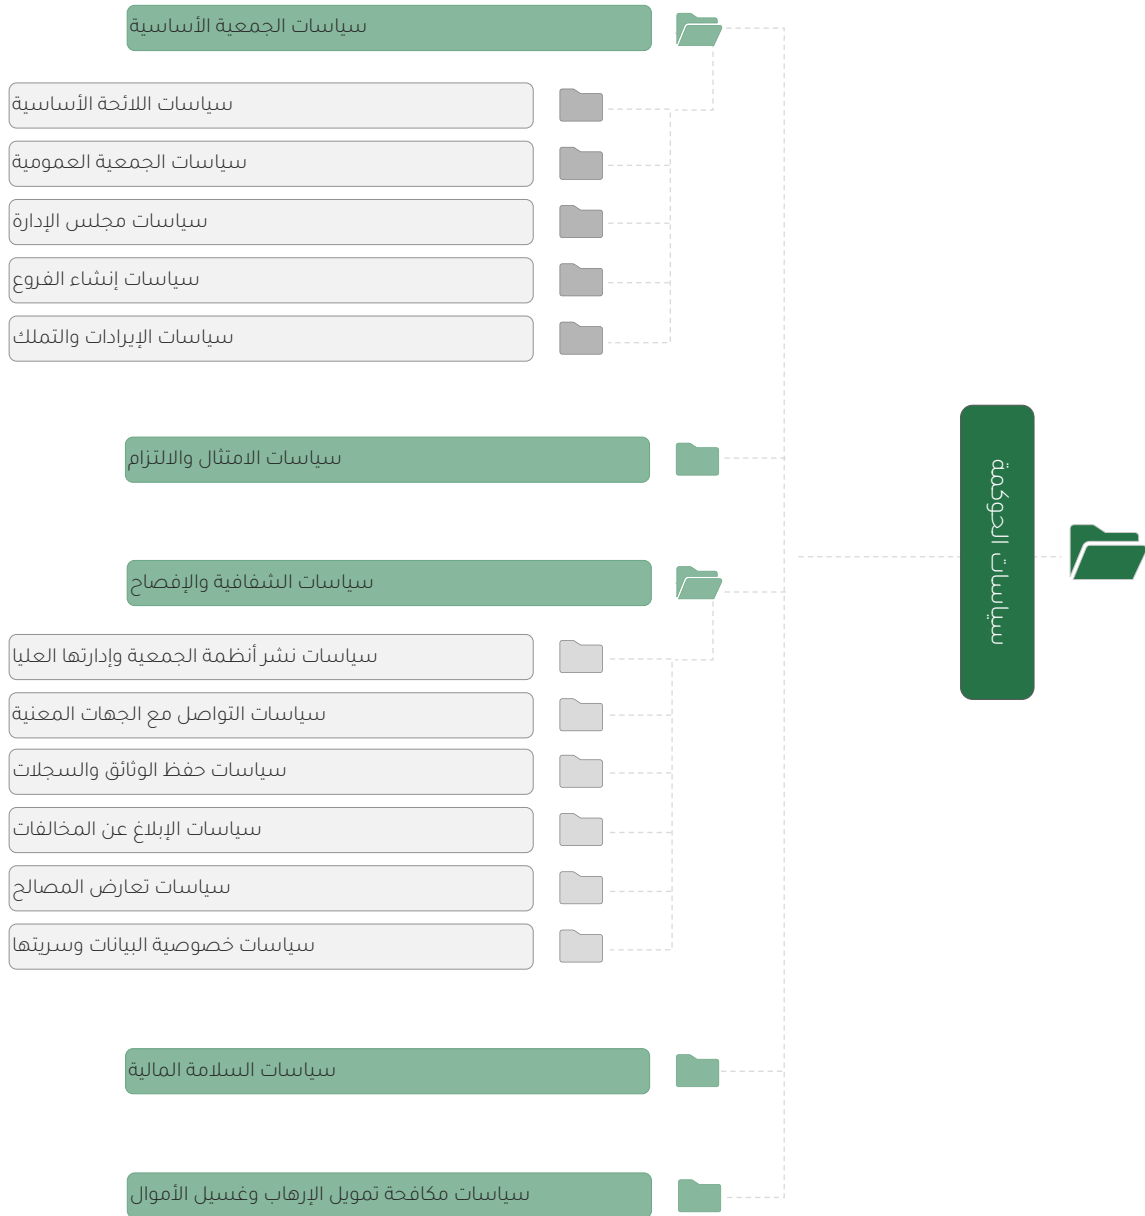 سياسات الحوكمة
سياسات الجمعية الأساسية
سياسات اللائحة الأساسية
سياسات الجمعية العمومية
سياسات مجلس الإدارة
سياسات إنشاء الفروع
سياسات الإيرادات والتملك
سياسات الامتثال والالتزام
سياسات الشفافية والإفصاح
سياسات نشر أنظمة الجمعية وإدارتها العليا
سياسات التواصل مع الجهات المعنية
سياسات حفظ الوثائق والسجلات
سياسات الإبلاغ عن المخالفات
سياسات تعارض المصالح
سياسات خصوصية البيانات وسريتها
سياسات السلامة المالية
سياسات مكافحة تمويل الإرهاب وغسيل الأموال